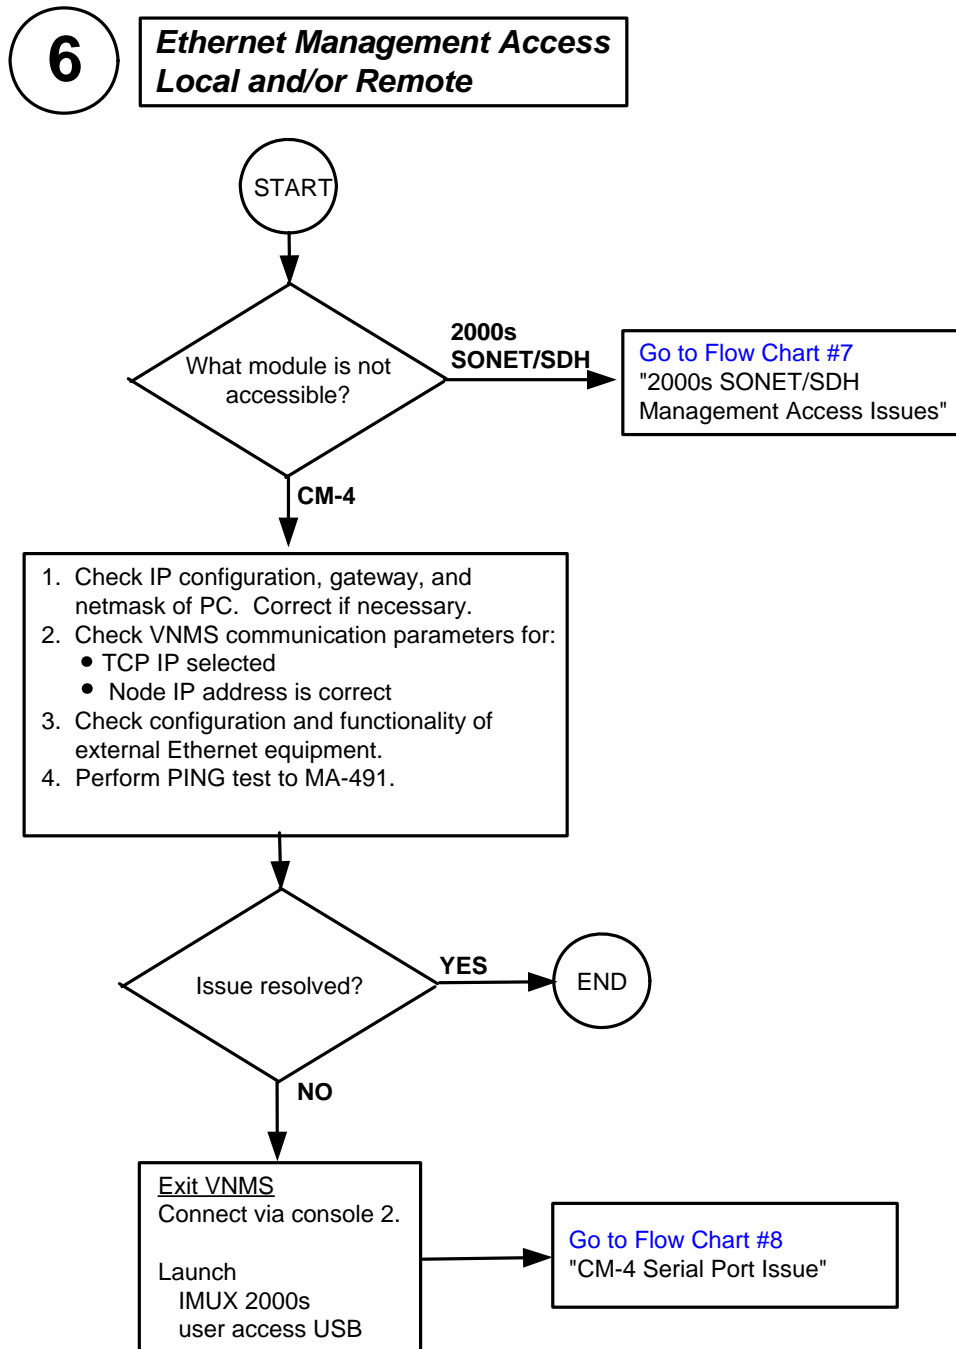 6
Ethernet Management Access
Local and/or Remote
START
What module is not
accessible?
2000s
SONET/SDH
Go to Flow Chart #7
"2000s SONET/SDH
Management Access Issues"
CM-4
1. Check IP configuration, gateway, and
netmask of PC. Correct if necessary.
2. Check VNMS communication parameters for:
• TCP IP selected
• Node IP address is correct
3. Check configuration and functionality of
external Ethernet equipment.
4. Perform PING test to MA-491.
Issue resolved?
YES
END
NO
Exit VNMS
Connect via console 2.
Launch
IMUX 2000s
user access USB
Go to Flow Chart #8
"CM-4 Serial Port Issue"